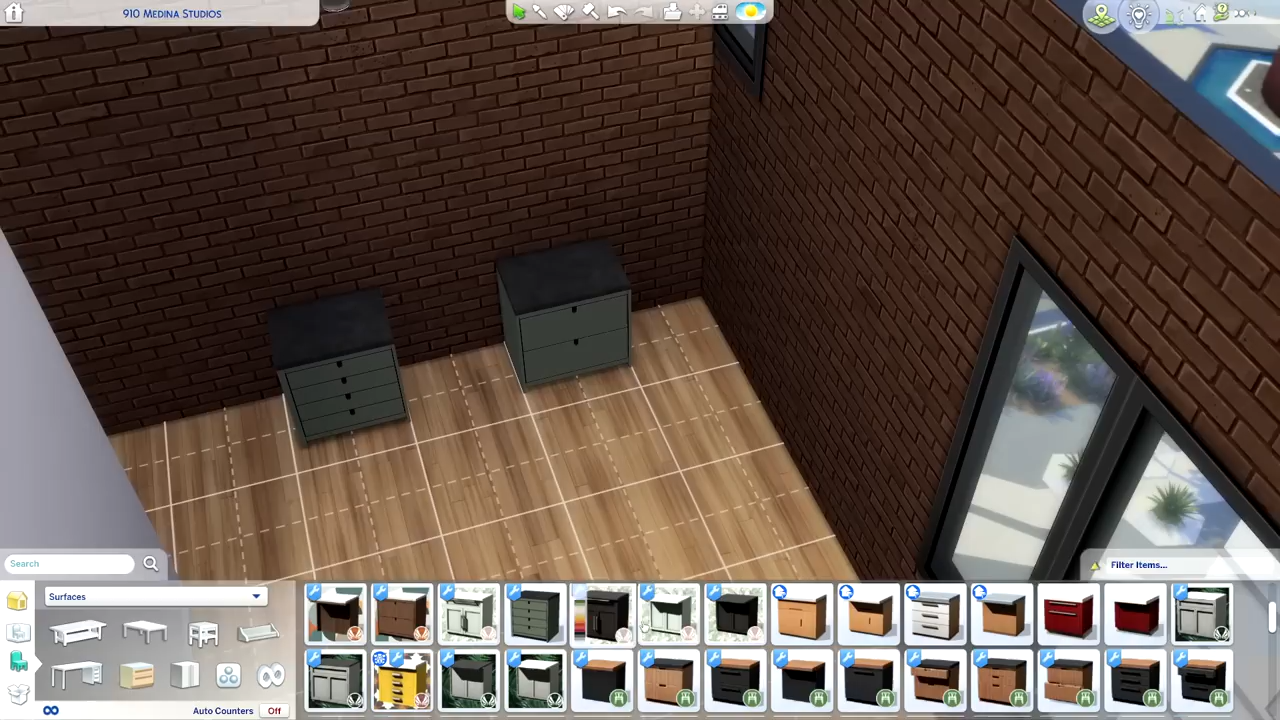 910 Medina Studios
Search
Filter Items...
Surfaces
Auto Counters Off